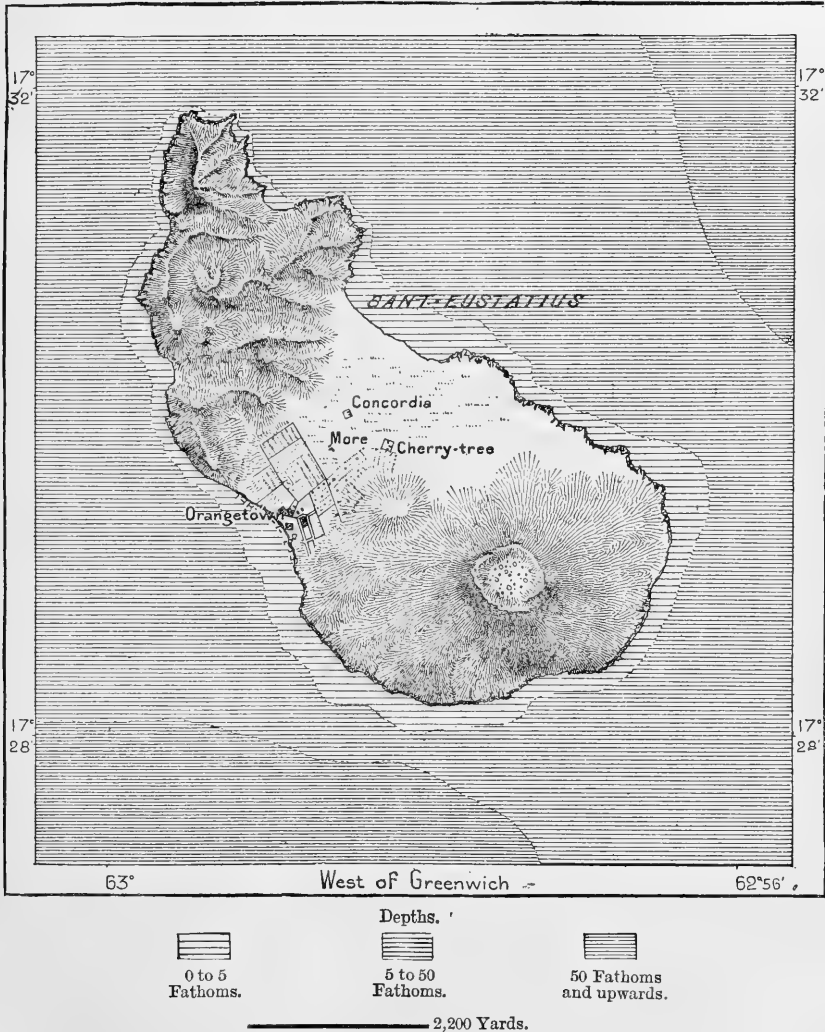 17° 32′ 17° 32′
SANT-EUSTATIUS
Concordia
More
Cherry-tree
Orangetown
17° 28′ 17° 28′
63° West of Greenwich 62°56′
Depths.
0 to 5 Fathoms.
5 to 50 Fathoms.
50 Fathoms and upwards.
2,200 Yards.